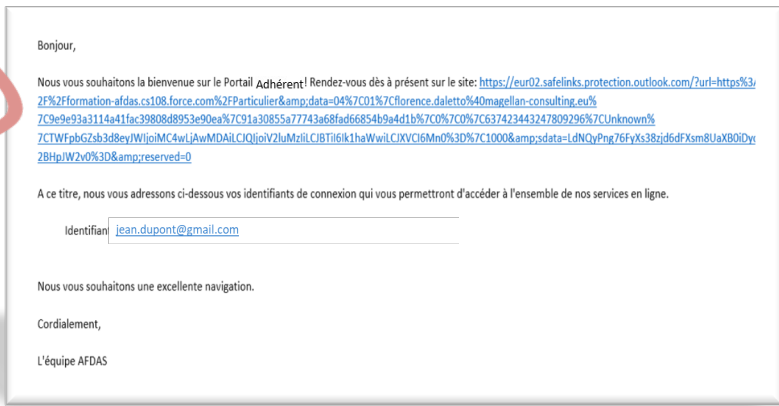 Bonjour,
Nous vous souhaitons la bienvenue sur le Portail Adhérent! Rendez-vous dès à présent sur le site: https://eur02.safelinks.protection.outlook.com/?url=https%3A
2F%2Fformation-afdas.cs108.force.com%2FParticulier&amp;data=04%7C01%7Cflorence.daletto%40magellan-consulting.eu%
7C9e9e93a3114a41fac39808d8953e90ea%7C91a30855a77743a68fad66854b9a4d1b%7C0%7C0%7C637423443247809296%7CUnknown%
7CTWFpbGZsb3d8eyJWIjoiMC4wLjAwMDAiLCJQIjoiV2luMzIiLCJBTiI6Ik1haWwiLCJXVCI6Mn0%3D%7C1000&amp;sdata=LdNQyPng76FyXs38zjd6dFXsm8UaXB0iDyq
2BHpJW2v0%3D&amp;reserved=0
A ce titre, nous vous adressons ci-dessous vos identifiants de connexion qui vous permettront d'accéder à l'ensemble de nos services en ligne.
Identifiant jean.dupont@gmail.com
Nous vous souhaitons une excellente navigation.
Cordialement,
L'équipe AFDAS